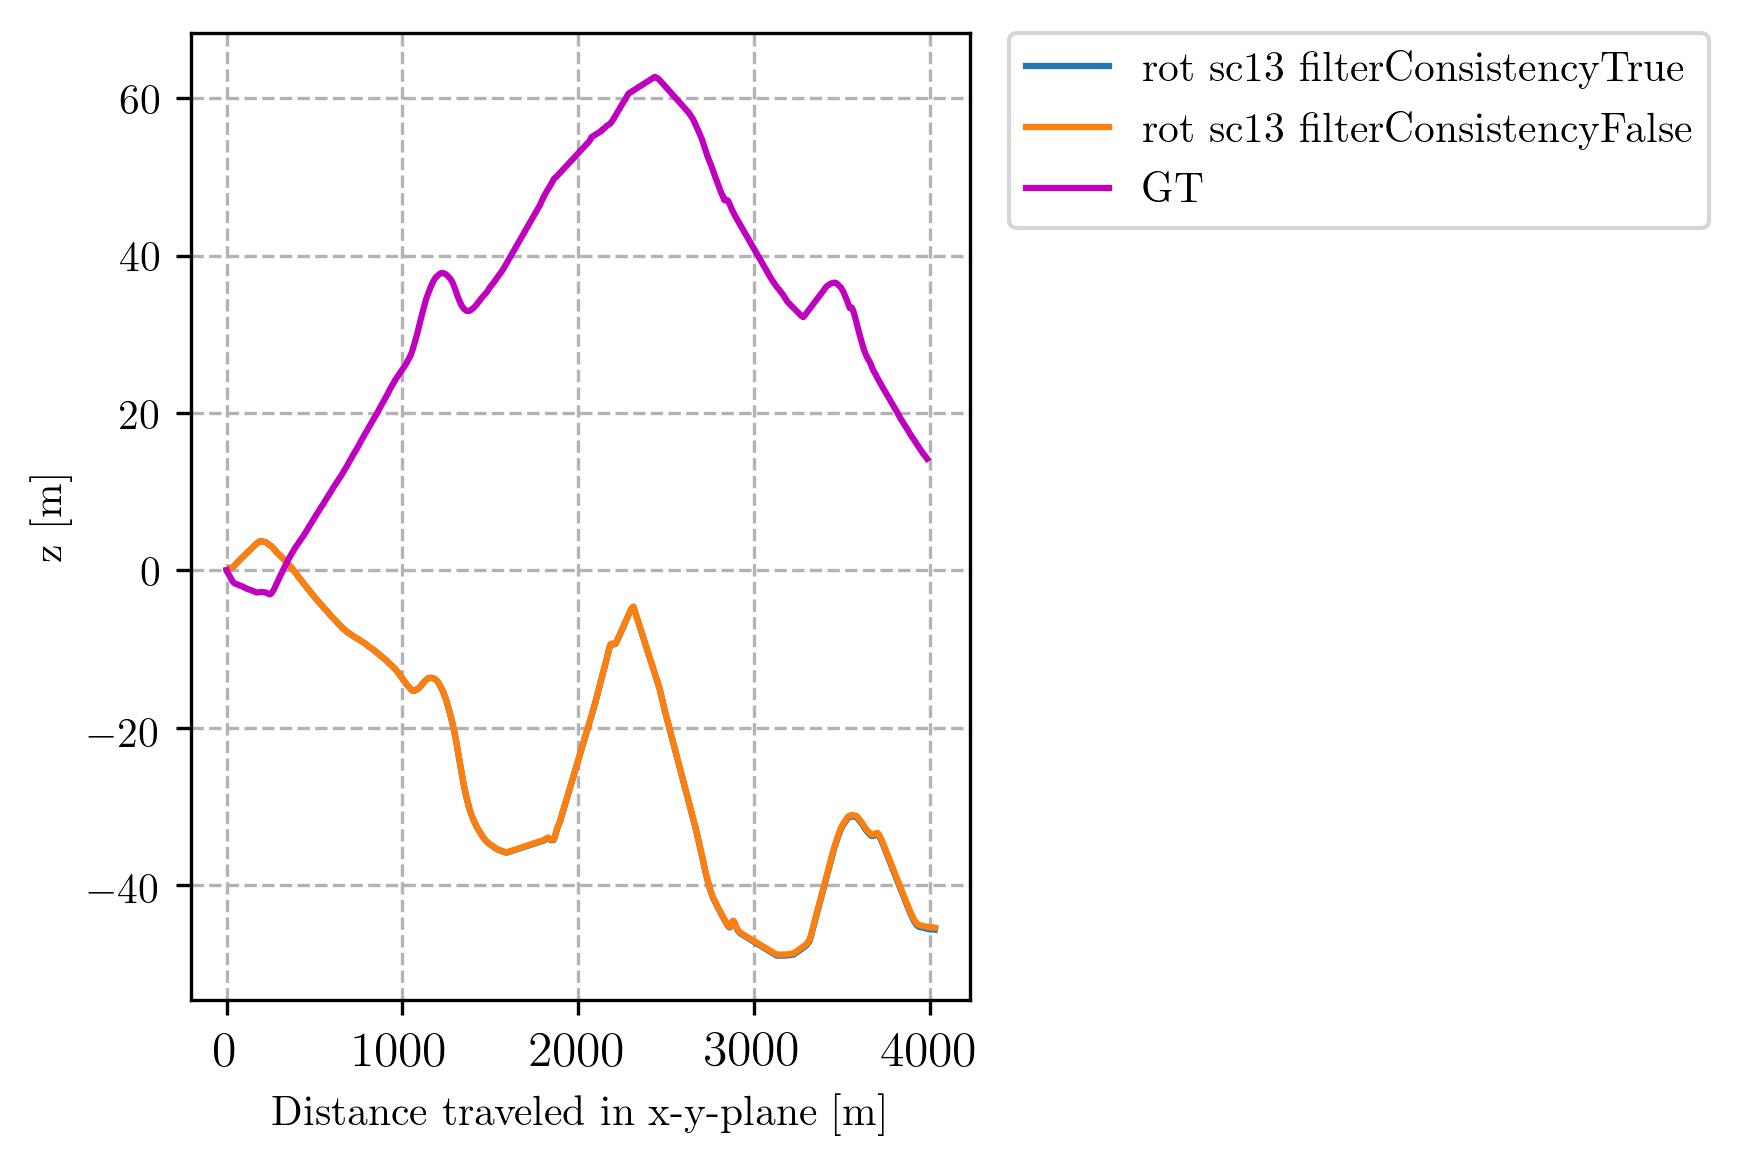 rot sc13 filterConsistencyTrue
rot sc13 filterConsistencyFalse
GT
60
40
20
0
−20
−40
z [m]
0 1000 2000 3000 4000
Distance traveled in x-y-plane [m]